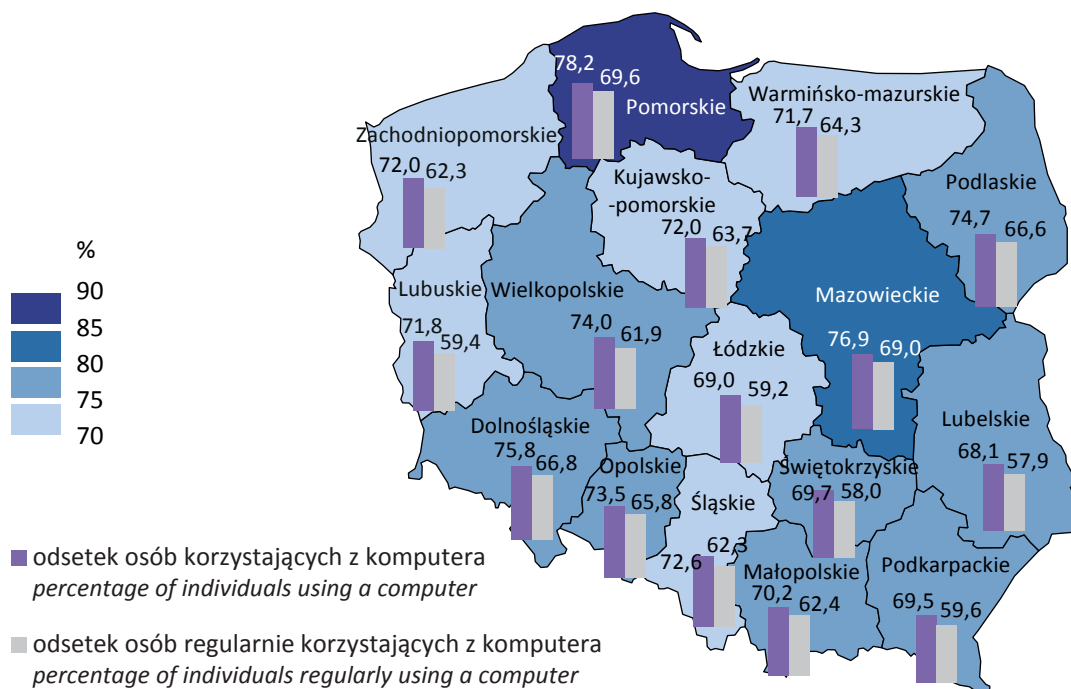 78,2
69,6
Pomorskie
Warmińsko-mazurskie
71,7
64,3
Zachodniopomorskie
72,0
62,3
Kujawsko-
-pomorskie
72,0
63,7
Podlaskie
74,7
66,6
%
90
85
80
75
70
Lubuskie
71,8
59,4
Wielkopolskie
74,0
61,9
Mazowieckie
76,9
69,0
Łódzkie
69,0
59,2
Dolnośląskie
75,8
66,8
Opolskie
73,5
65,8
Śląskie
72,6
62,3
Świętokrzyskie
69,7
58,0
Lubelskie
68,1
57,9
Małopolskie
70,2
62,4
Podkarpackie
69,5
59,6
odsetek osób korzystających z komputera
percentage of individuals using a computer
odsetek osób regularnie korzystających z komputera
percentage of individuals regularly using a computer